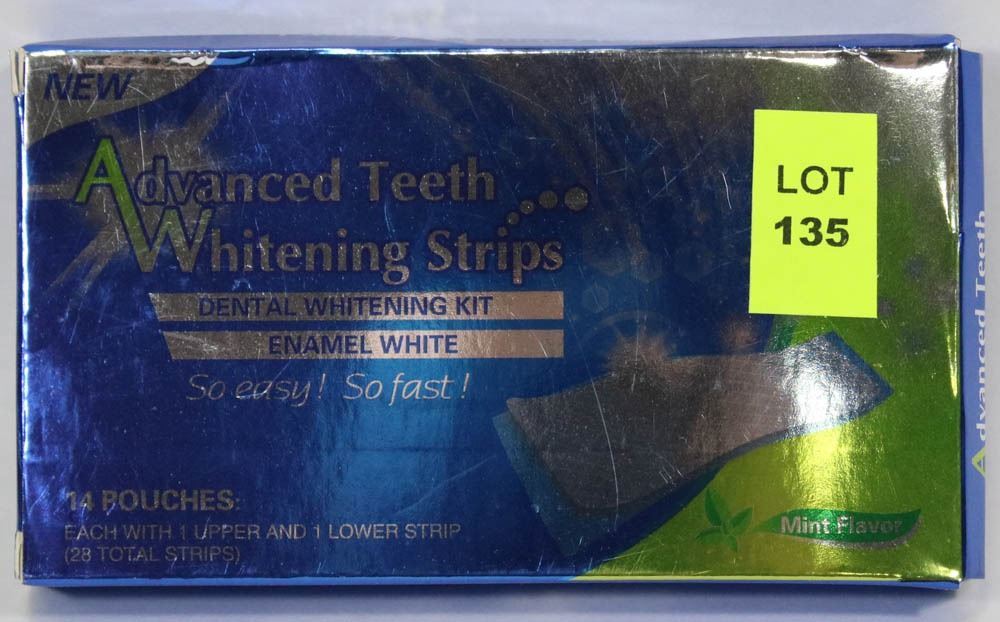 NEW
Advanced Teeth
Whitening Strips
DENTAL WHITENING KIT
ENAMEL WHITE
So easy! So fast!
LOT
135
14 POUCHES:
EACH WITH 1 UPPER AND 1 LOWER STRIP
(28 TOTAL STRIPS)
Mint Flavor
Advanced Teeth